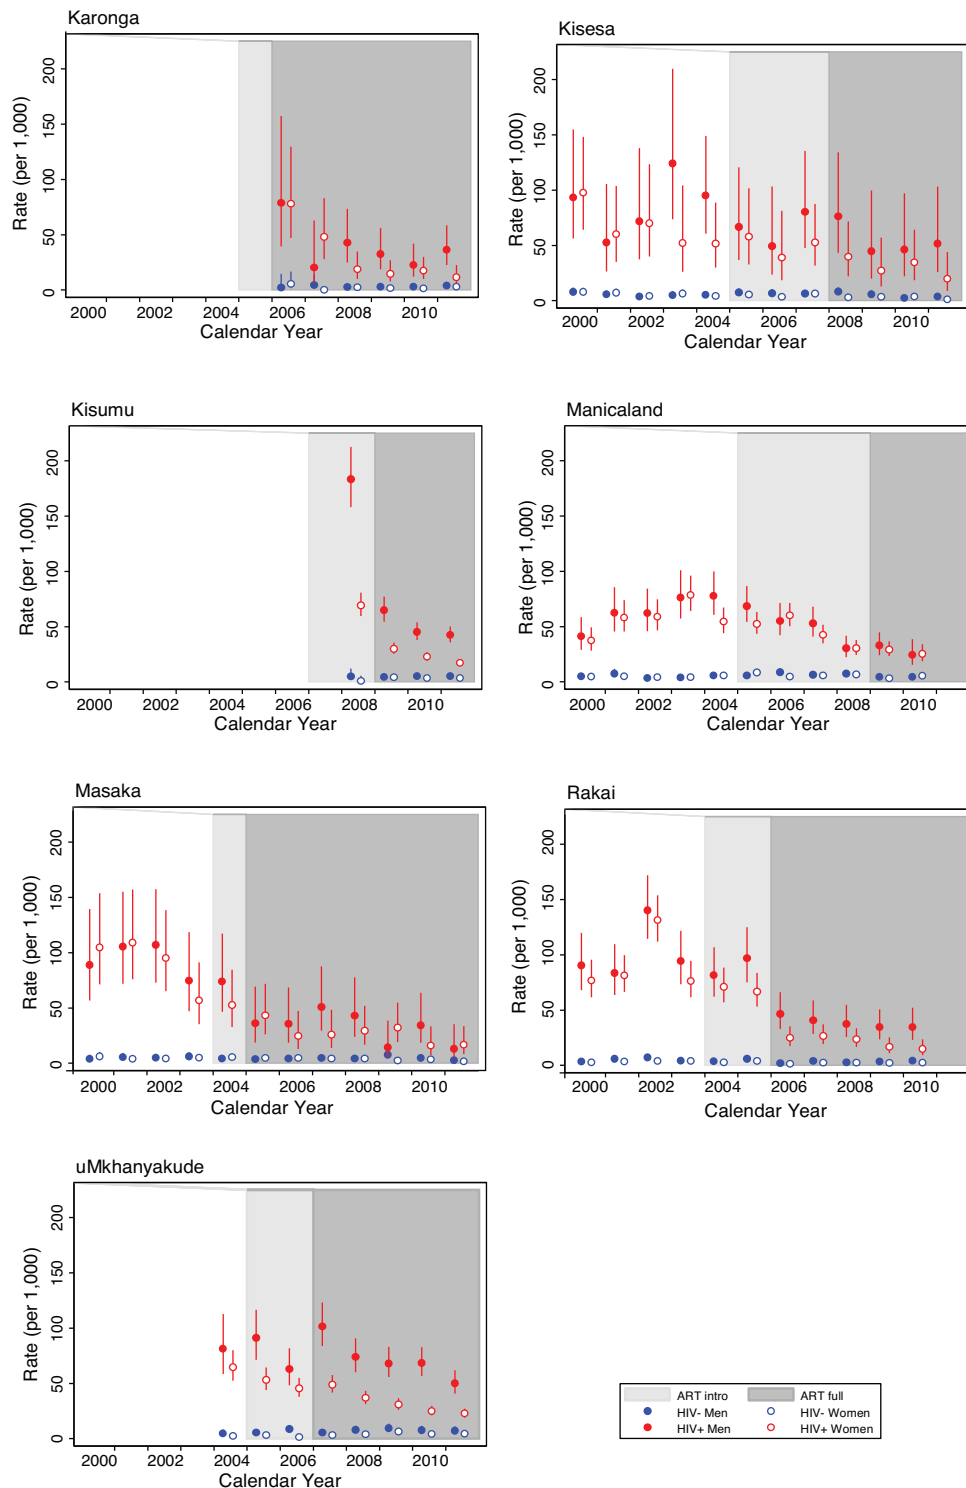 Karonga
Rate (per 1,000)
200
150
100
50
0
2000 2002 2004 2006 2008 2010
Calendar Year
Kisesa
Rate (per 1,000)
200
150
100
50
0
2000 2002 2004 2006 2008 2010
Calendar Year
Kisumu
Rate (per 1,000)
200
150
100
50
0
2000 2002 2004 2006 2008 2010
Calendar Year
Manicaland
Rate (per 1,000)
200
150
100
50
0
2000 2002 2004 2006 2008 2010
Calendar Year
Masaka
Rate (per 1,000)
200
150
100
50
0
2000 2002 2004 2006 2008 2010
Calendar Year
Rakai
Rate (per 1,000)
200
150
100
50
0
2000 2002 2004 2006 2008 2010
Calendar Year
uMkhanyakude
Rate (per 1,000)
200
150
100
50
0
2000 2002 2004 2006 2008 2010
Calendar Year
ART intro ART full
HIV- Men HIV- Women
HIV+ Men HIV+ Women